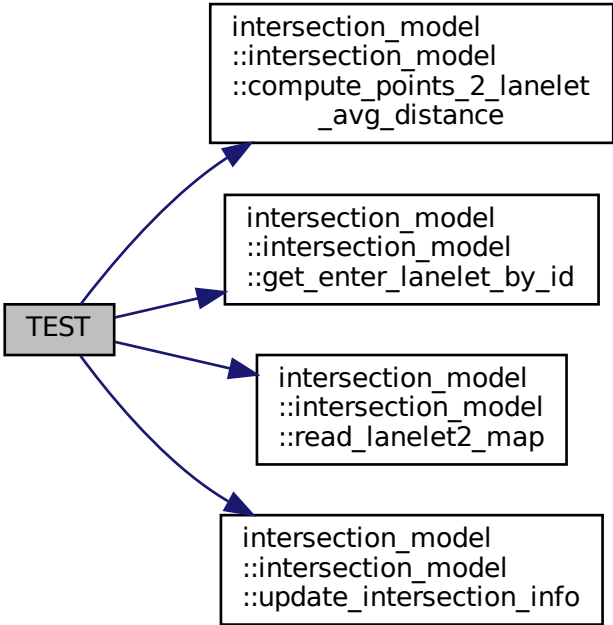 intersection_model
::intersection_model
::compute_points_2_lanelet
_avg_distance
intersection_model
::intersection_model
::get_enter_lanelet_by_id
TEST
intersection_model
::intersection_model
::read_lanelet2_map
intersection_model
::intersection_model
::update_intersection_info